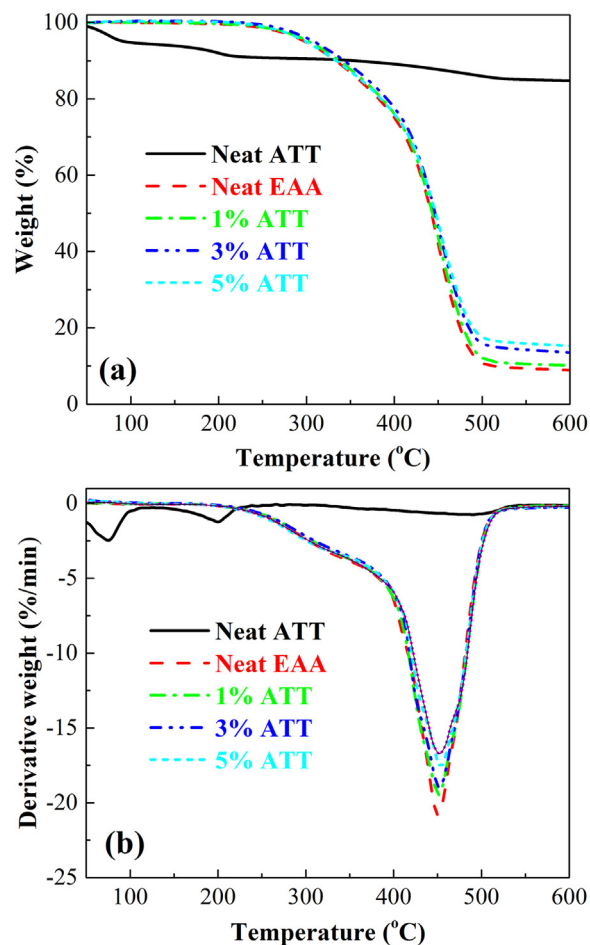 100
80
60
40
20
0
Weight (%)
Neat ATT
Neat EAA
1% ATT
3% ATT
5% ATT
(a)
100 200 300 400 500 600
Temperature (°C)
0
-5
-10
-15
-20
-25
Derivative weight (%/min)
Neat ATT
Neat EAA
1% ATT
3% ATT
5% ATT
(b)
100 200 300 400 500 600
Temperature (°C)